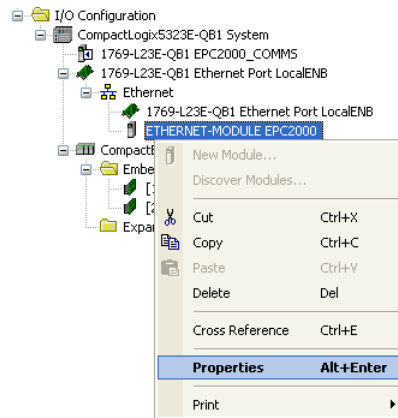 I/O Configuration
CompactLogix5323E-QB1 System
1769-L23E-QB1 EPC2000_COMMS
1769-L23E-QB1 Ethernet Port LocalENB
Ethernet
1769-L23E-QB1 Ethernet Port LocalENB
ETHERNET-MODULE EPC2000
New Module...
Discover Modules...
Cut Ctrl+X
Copy Ctrl+C
Paste Ctrl+V
Delete Del
Cross Reference Ctrl+E
Properties Alt+Enter
Print